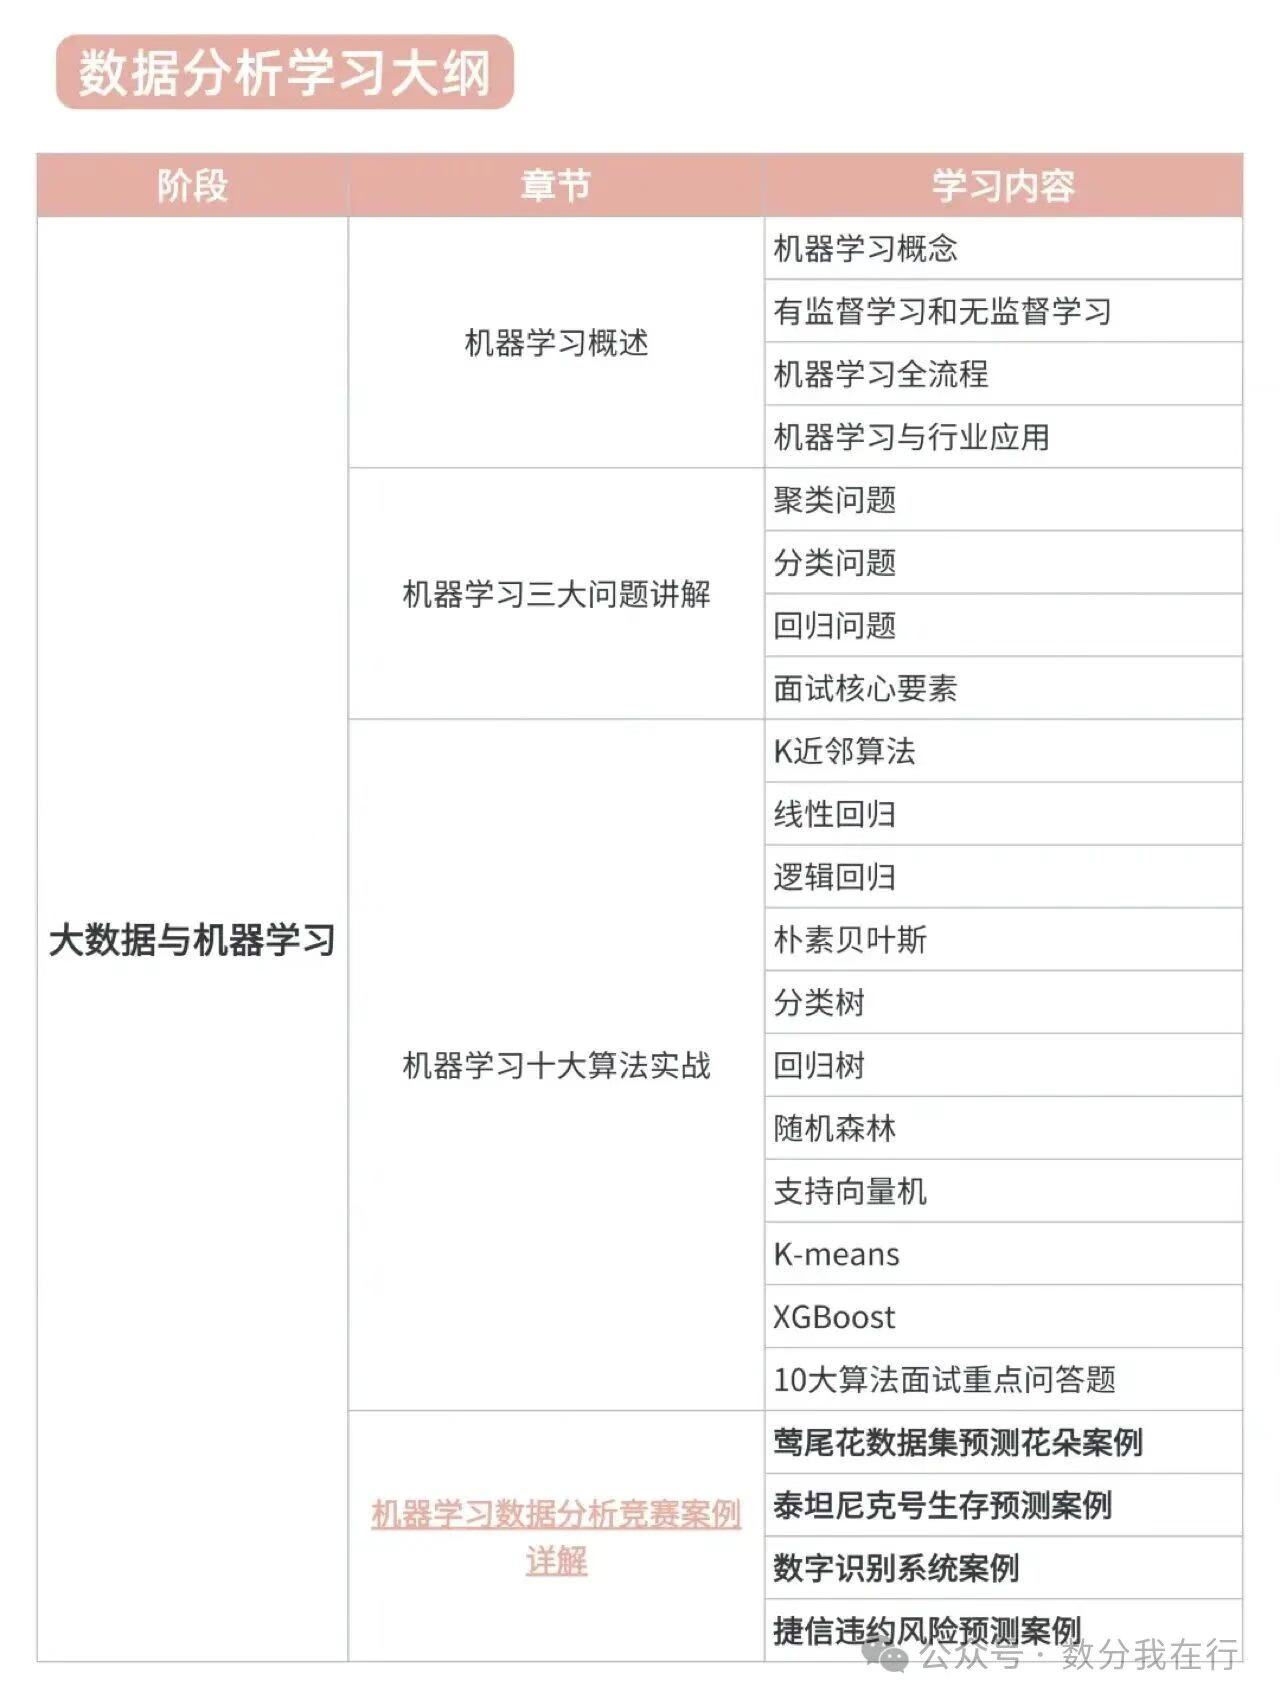 数据分析学习大纲
阶段 章节 学习内容
大数据与机器学习
机器学习概述
机器学习概念
有监督学习和无监督学习
机器学习全流程
机器学习与行业应用
机器学习三大问题讲解
聚类问题
分类问题
回归问题
面试核心要素
机器学习十大算法实战
K近邻算法
线性回归
逻辑回归
朴素贝叶斯
分类树
回归树
随机森林
支持向量机
K-means
XGBoost
10大算法面试重点问答题
机器学习数据分析竞赛案例
详解
莺尾花数据集预测花朵案例
泰坦尼克号生存预测案例
数字识别系统案例
捷信违约风险预测案例
公众号·数分我在行